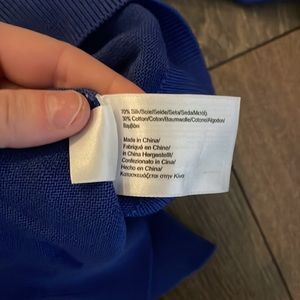 70% Silk/Soie/Seide/Seta/Seda/Μετάξι
30% Cotton/Coton/Baumwolle/Cotone/Algodon/
Βαμβάκι
Made in China/
Fabriqué en Chine/
in China Hergestellt/
Confezionato in Cina/
Hecho en China/
Κατασκευάζεται στην Κίνα